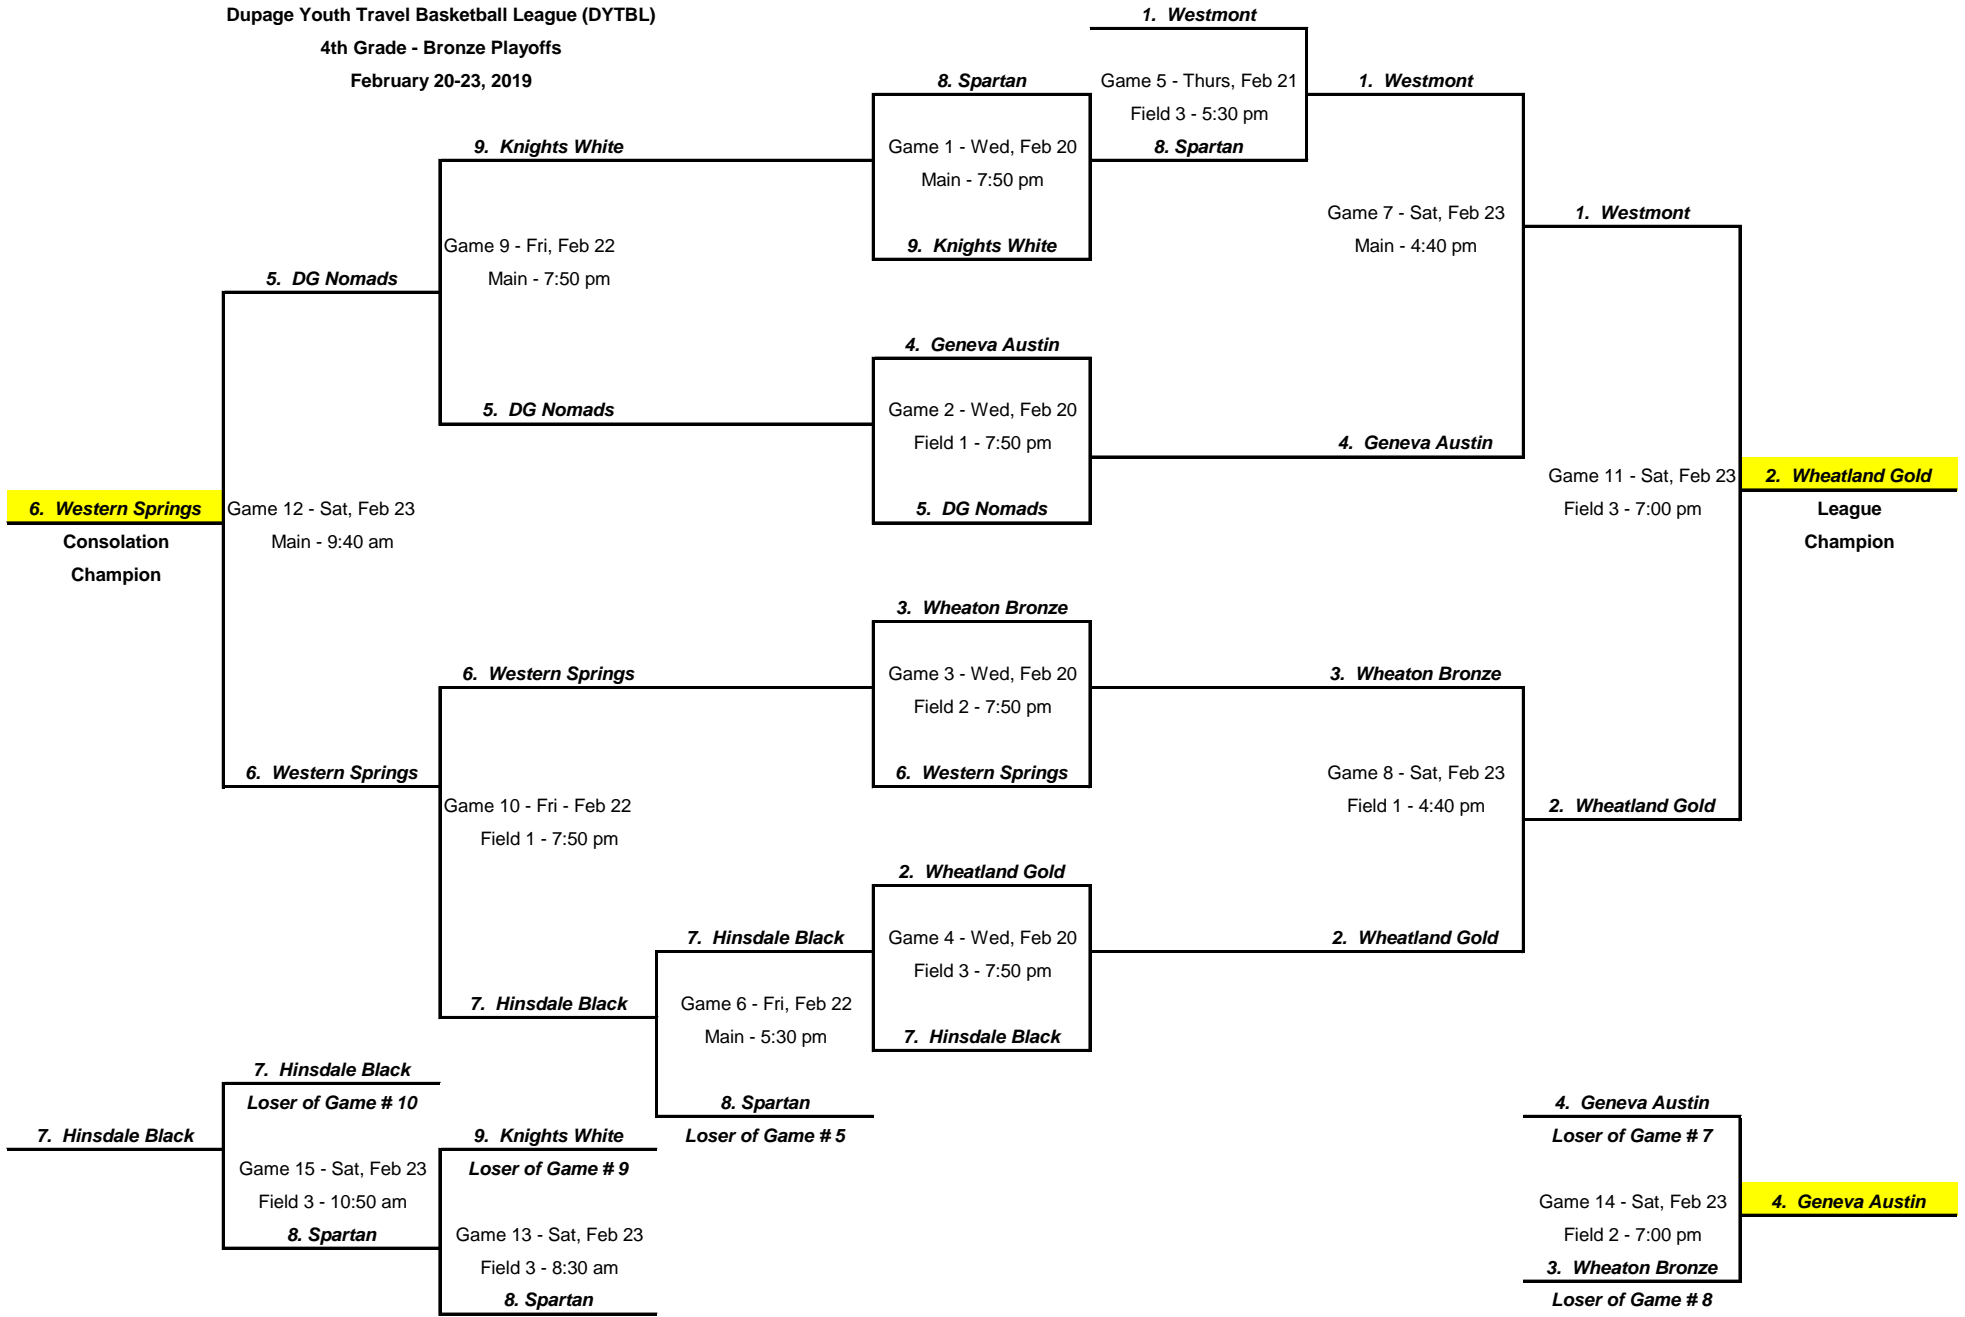 Dupage Youth Travel Basketball League (DYTBL)
4th Grade - Bronze Playoffs
February 20-23, 2019
1. Westmont
8. Spartan
Game 5 - Thurs, Feb 21
Field 3 - 5:30 pm
1. Westmont
9. Knights White
Game 1 - Wed, Feb 20
Main - 7:50 pm
8. Spartan
9. Knights White
Game 7 - Sat, Feb 23
Main - 4:40 pm
1. Westmont
Game 9 - Fri, Feb 22
Main - 7:50 pm
5. DG Nomads
4. Geneva Austin
5. DG Nomads
Game 2 - Wed, Feb 20
Field 1 - 7:50 pm
4. Geneva Austin
5. DG Nomads
Game 11 - Sat, Feb 23
Field 3 - 7:00 pm
2. Wheatland Gold
League
Champion
6. Western Springs
Consolation
Champion
Game 12 - Sat, Feb 23
Main - 9:40 am
3. Wheaton Bronze
6. Western Springs
Game 3 - Wed, Feb 20
Field 2 - 7:50 pm
3. Wheaton Bronze
6. Western Springs
6. Western Springs
Game 8 - Sat, Feb 23
Field 1 - 4:40 pm
2. Wheatland Gold
Game 10 - Fri - Feb 22
Field 1 - 7:50 pm
2. Wheatland Gold
7. Hinsdale Black
Game 4 - Wed, Feb 20
Field 3 - 7:50 pm
2. Wheatland Gold
7. Hinsdale Black
Game 6 - Fri, Feb 22
Main - 5:30 pm
7. Hinsdale Black
7. Hinsdale Black
Loser of Game # 10
8. Spartan
Loser of Game # 5
4. Geneva Austin
Loser of Game # 7
7. Hinsdale Black
9. Knights White
Loser of Game # 9
Game 15 - Sat, Feb 23
Field 3 - 10:50 am
8. Spartan
Game 13 - Sat, Feb 23
Field 3 - 8:30 am
8. Spartan
Game 14 - Sat, Feb 23
Field 2 - 7:00 pm
4. Geneva Austin
3. Wheaton Bronze
Loser of Game # 8